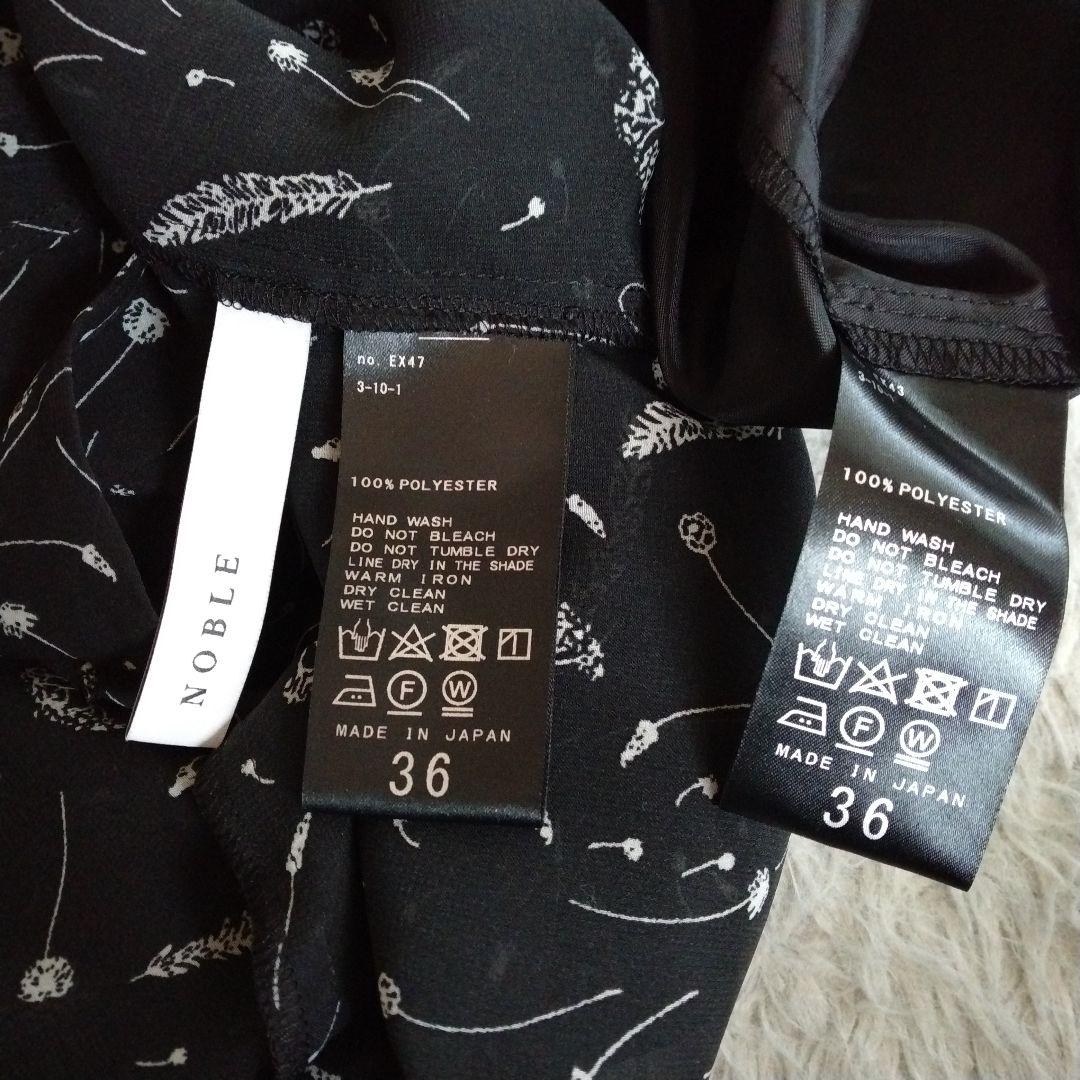 NOBLE
no. EX47
3-10-1
100% POLYESTER
HAND WASH
DO NOT BLEACH
DO NOT TUMBLE DRY
LINE DRY IN THE SHADE
WARM IRON
DRY CLEAN
WET CLEAN
F
W
MADE IN JAPAN
36
100% POLYESTER
HAND WASH
DO NOT BLEACH
DO NOT TUMBLE DRY
LINE DRY IN THE SHADE
WARM IRON
DRY CLEAN
WET CLEAN
F
W
MADE IN JAPAN
36